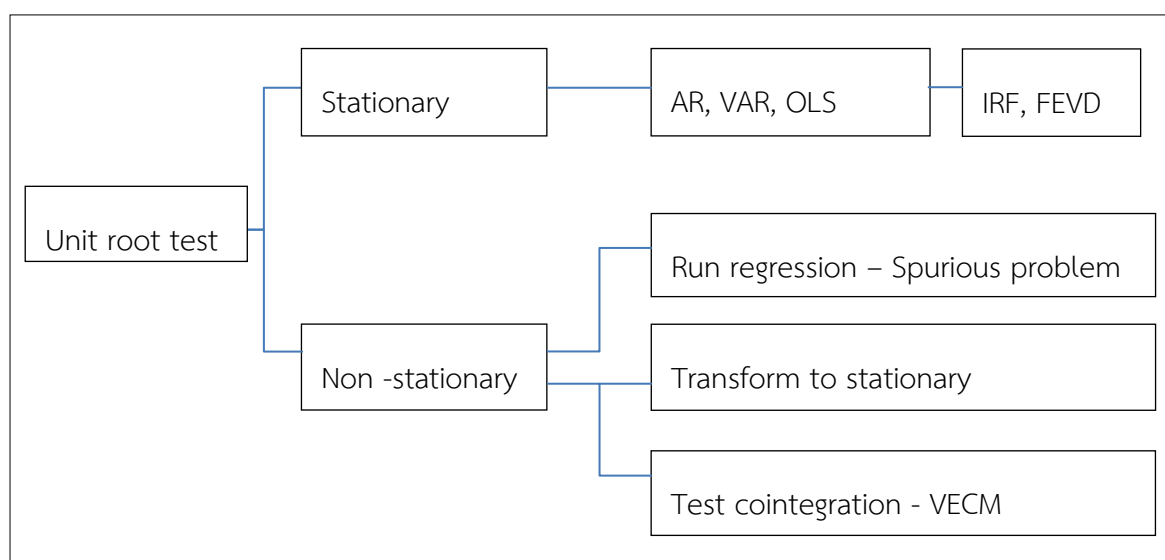 Stationary
AR, VAR, OLS
IRF, FEVD
Unit root test
Run regression – Spurious problem
Non -stationary
Transform to stationary
Test cointegration - VECM